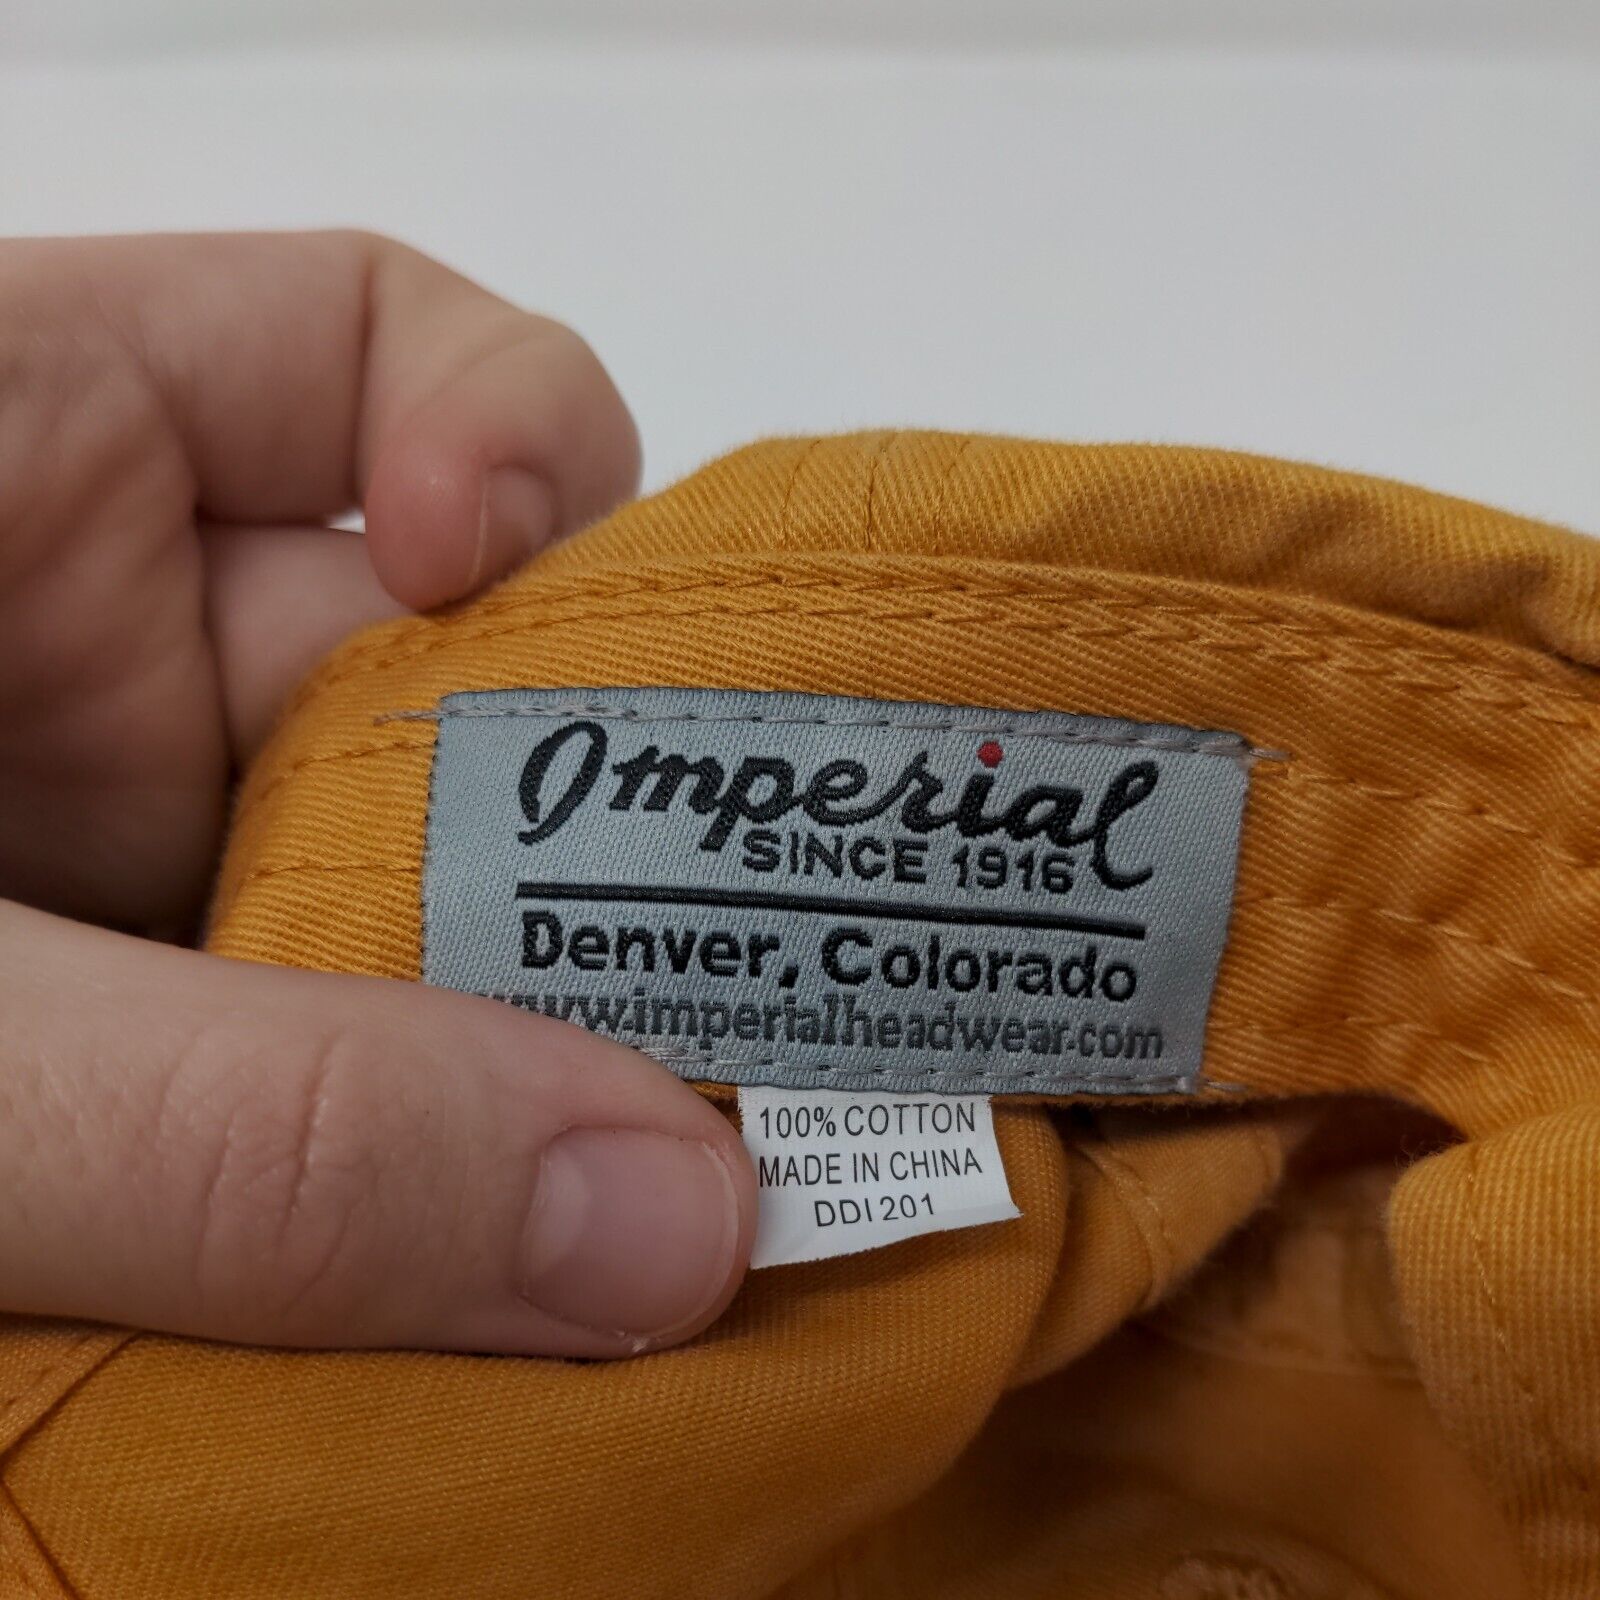 Imperial
SINCE 1916
Denver, Colorado
www.imperialheadwear.com
100% COTTON
MADE IN CHINA
DDI 201